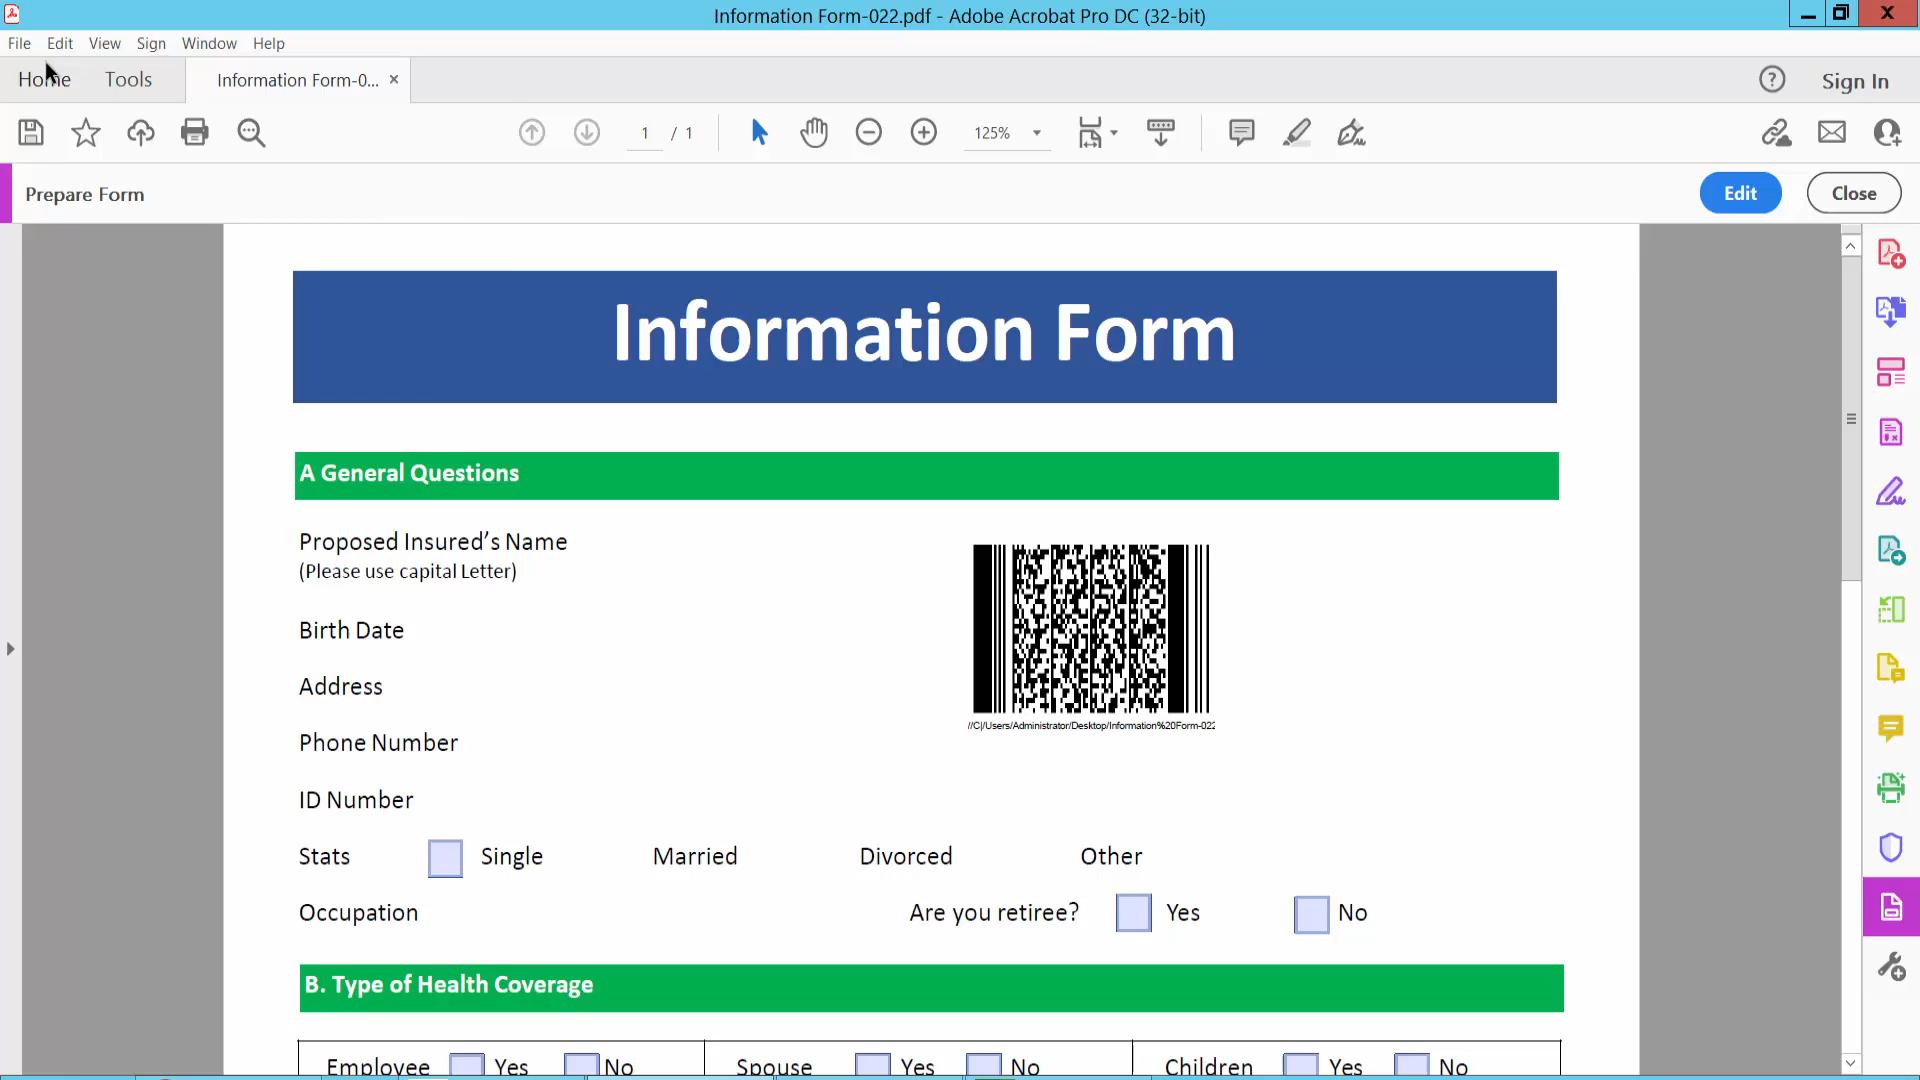 Information Form-022.pdf - Adobe Acrobat Pro DC (32-bit)
File Edit View Sign Window Help
Home Tools Information Form-0... Sign In
1 / 1 125%
Prepare Form Edit Close
Information Form
A General Questions
Proposed Insured’s Name
(Please use capital Letter)
Birth Date
Address
//C|/Users/Administrator/Desktop/Information%20Form-022
Phone Number
ID Number
Stats Single Married Divorced Other
Occupation Are you retiree? Yes No
B. Type of Health Coverage
Employee Yes No Spouse Yes No Children Yes No